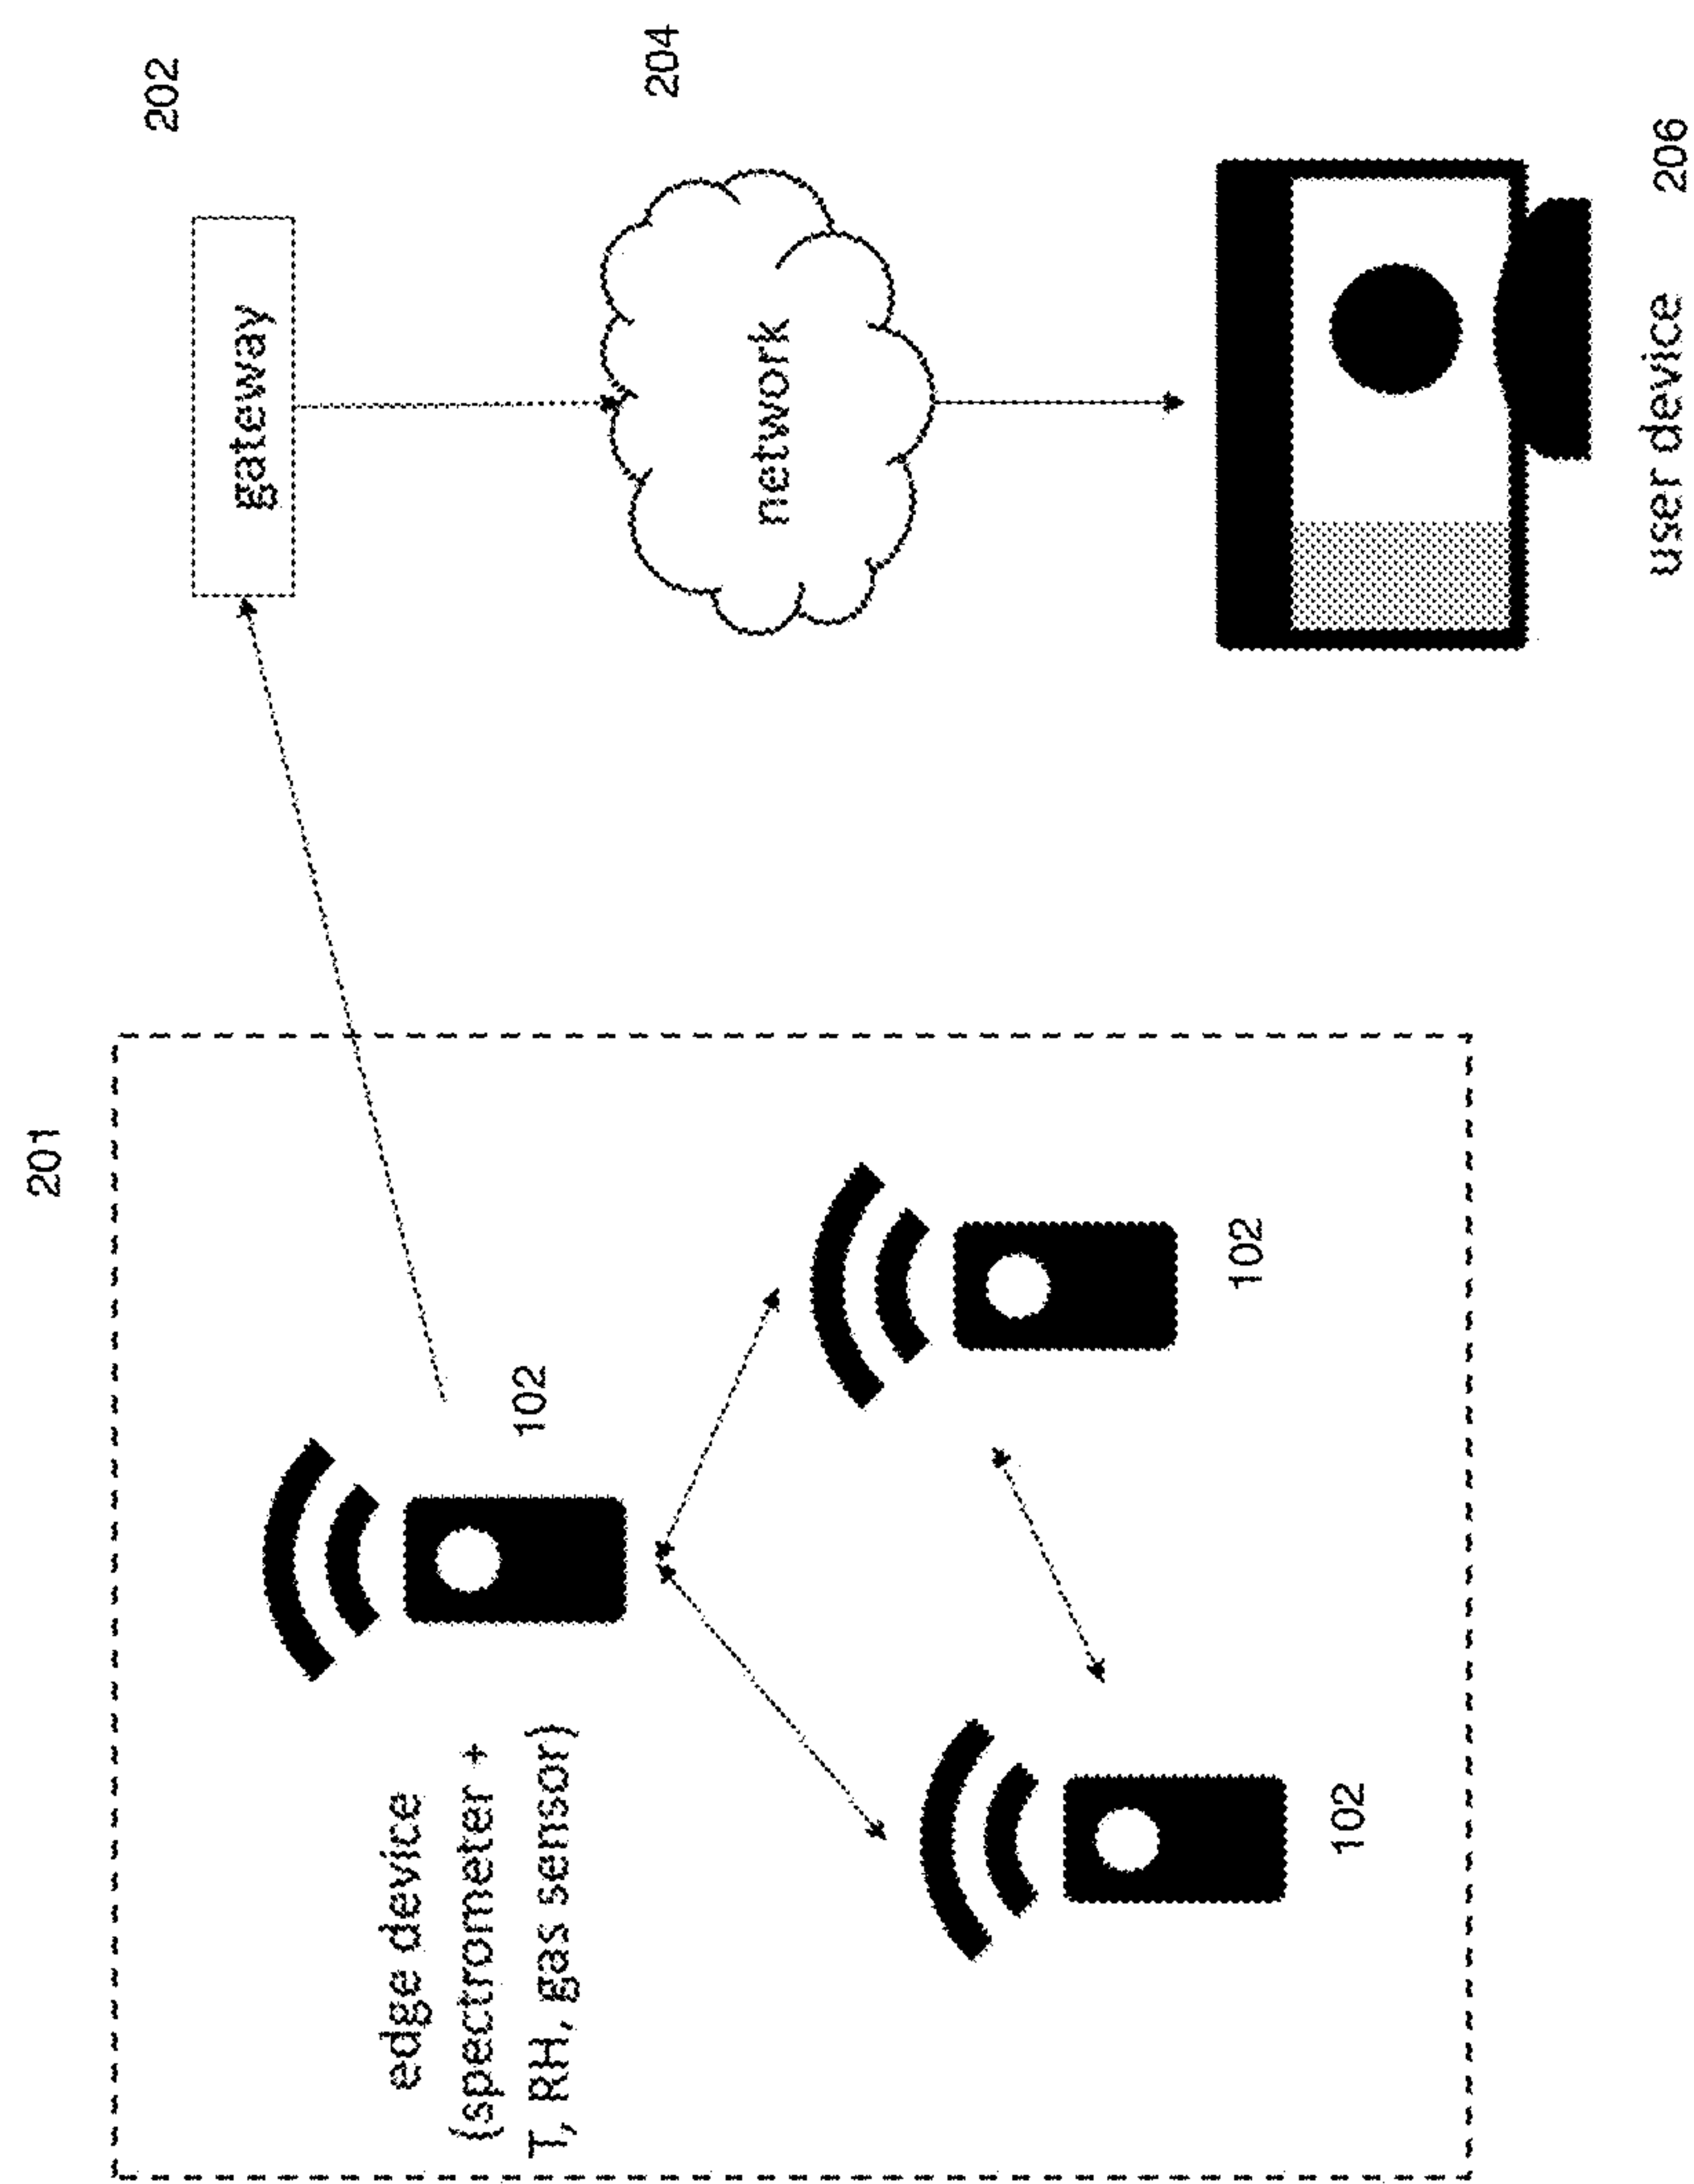 201
edge device
(spectrometer +
T, RH, gas sensor)
102
102
102
202
gateway
204
network
user device
206